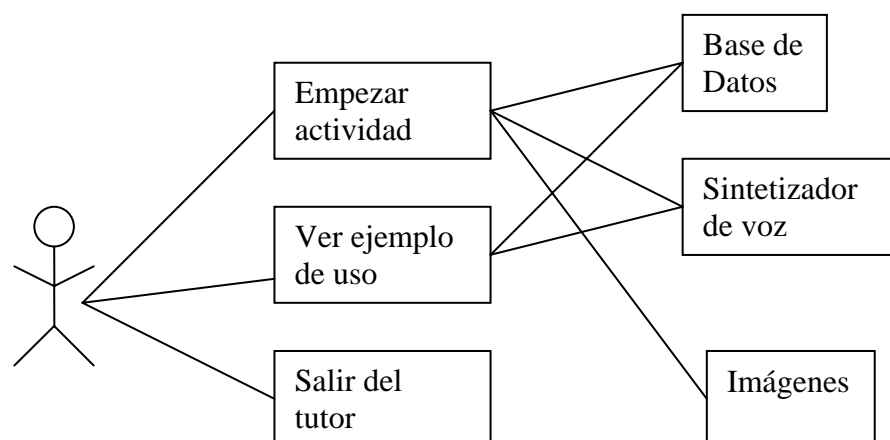 Empezar
actividad
Ver ejemplo
de uso
Salir del
tutor
Base de
Datos
Sintetizador
de voz
Imágenes